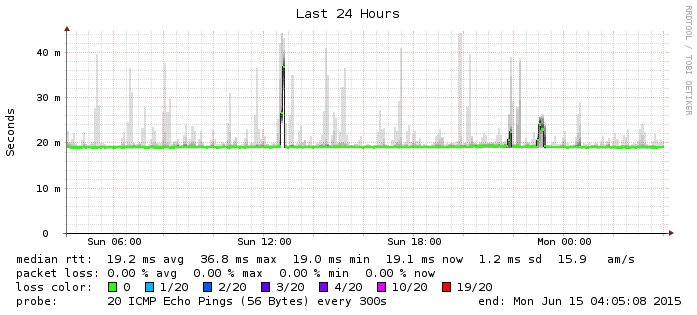 Last 24 Hours
RRDTOOL / TOBI OETIKER
Seconds
40 m
30 m
20 m
10 m
0
Sun 06:00 Sun 12:00 Sun 18:00 Mon 00:00
median rtt: 19.2 ms avg 36.8 ms max 19.0 ms min 19.1 ms now 1.2 ms sd 15.9 am/s
packet loss: 0.00 % avg 0.00 % max 0.00 % min 0.00 % now
loss color: 0 1/20 2/20 3/20 4/20 10/20 19/20
probe: 20 ICMP Echo Pings (56 Bytes) every 300s end: Mon Jun 15 04:05:08 2015